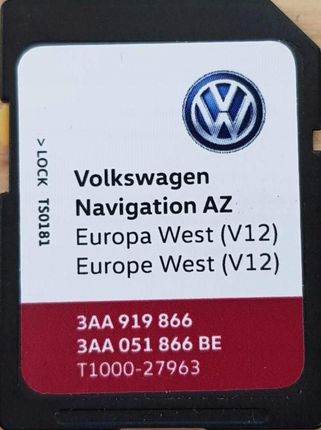 Volkswagen
Navigation AZ
Europa West (V12)
Europe West (V12)
> LOCK TS0181
3AA 919 866
3AA 051 866 BE
T1000-27963